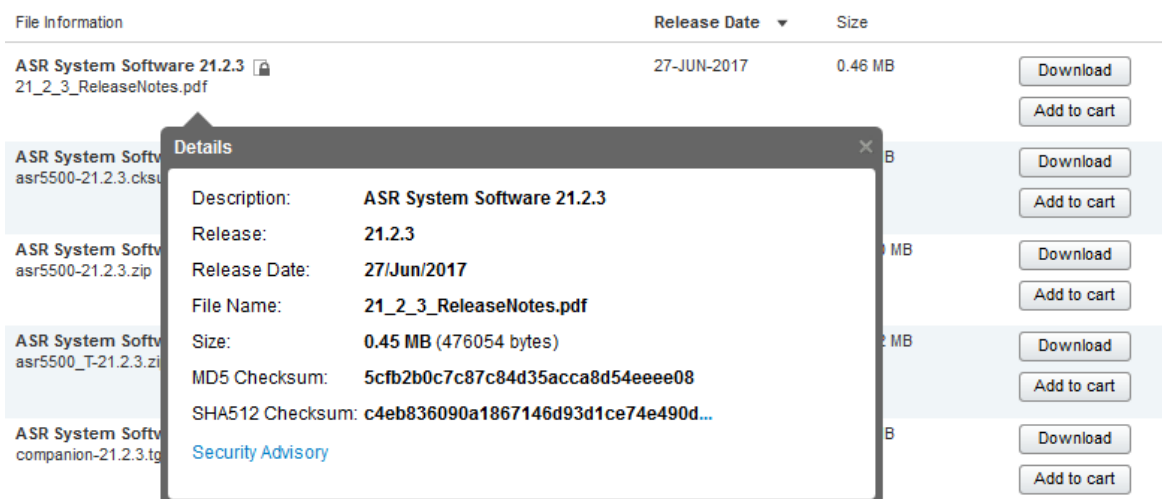 File Information Release Date Size
ASR System Software 21.2.3 27-JUN-2017 0.46 MB Download
21_2_3_ReleaseNotes.pdf
Add to cart
Details
ASR System Softw B Download
asr5500-21.2.3.cksu
Description: ASR System Software 21.2.3
Add to cart
Release: 21.2.3
ASR System Softw MB Download
asr5500-21.2.3.zip
Release Date: 27/Jun/2017
Add to cart
File Name: 21_2_3_ReleaseNotes.pdf
ASR System Softw MB Download
asr5500_T-21.2.3.zi
Size: 0.45 MB (476054 bytes)
MD5 Checksum: 5cfb2b0c7c87c84d35acca8d54eeee08
Add to cart
SHA512 Checksum: c4eb836090a1867146d93d1ce74e490d...
ASR System Softw B Download
companion-21.2.3.tg
Security Advisory
Add to cart